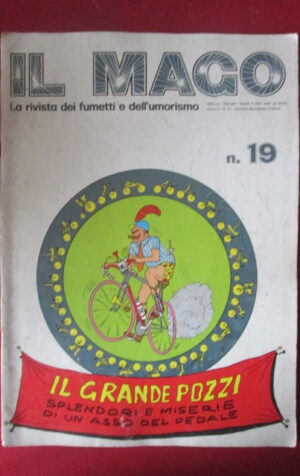 IL MAGO
La rivista dei fumetti e dell'umorismo
n. 19
IL GRANDE POZZI
SPLENDORI E MISERIE
DI UN ASSO DEL PEDALE